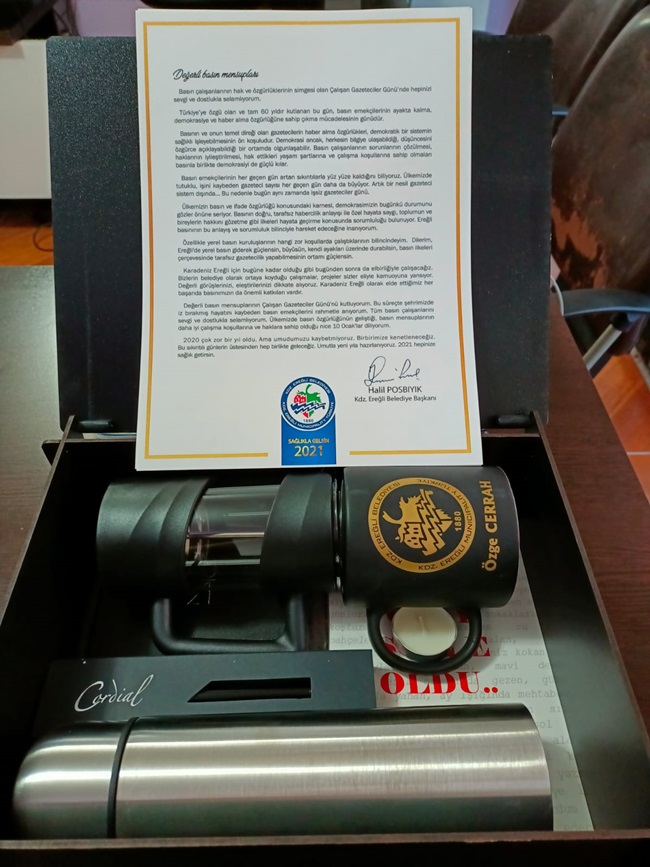 Değerli basın mensupları
Basın çalışanlarının hak ve özgürlüklerinin simgesi olan Çalışan Gazeteciler Günü'nde hepinizi
sevgi ve dostlukla selamlıyorum.
Türkiye'ye özgü olan ve tam 60 yıldır kutlanan bu gün, basın emekçilerinin ayakta kalma,
demokrasiye ve haber alma özgürlüğüne sahip çıkma mücadelesinin günüdür.
Basının ve onun temel direği olan gazetecilerin haber alma özgürlükleri, demokratik bir sistemin
sağlıklı işleyebilmesinin ön koşuludur. Demokrasi ancak, herkesin bilgiye ulaşabildiği, düşüncesini
özgürce açıklayabildiği bir ortamda olgunlaşabilir. Basın çalışanlarının sorunlarının çözülmesi,
haklarının iyileştirilmesi, hak ettikleri yaşam şartlarına ve çalışma koşullarına sahip olmaları
basınla birlikte demokrasiyi de güçlü kılar.
Basın emekçilerinin her geçen gün artan sıkıntılarla yüz yüze kaldığını biliyoruz. Ülkemizde
tutuklu, işini kaybeden gazeteci sayısı her geçen gün daha da büyüyor. Artık bir nesil gazeteci
sistem dışında... Bu nedenle bugün aynı zamanda işsiz gazeteciler günü.
Ülkemizin basın ve ifade özgürlüğü konusundaki karnesi, demokrasimizin bugünkü durumunu
gözler önüne seriyor. Basının doğru, tarafsız habercilik anlayışı ile özel hayata saygı, toplumun ve
bireylerin hakkını gözetme gibi ilkeleri hayata geçirme konusunda sorumluluğu bulunuyor. Ereğli
basınının bu anlayış ve sorumluluk bilinciyle hareket edeceğine inanıyorum.
Özellikle yerel basın kuruluşlarının hangi zor koşullarda çalıştıklarının bilincindeyim. Dilerim,
Ereğli'de yerel basın giderek güçlensin, büyüsün, kendi ayakları üzerinde durabilsin, basın ilkeleri
çerçevesinde tarafsız gazetecilik yapabilmesinin ortamı güçlensin.
Karadeniz Ereğli için bugüne kadar olduğu gibi bugünden sonra da elbirliğiyle çalışacağız.
Bizlerin belediye olarak ortaya koyduğu çalışmalar, projeler sizler eliyle kamuoyuna yansıyor.
Değerli görüşlerinizi, eleştirilerinizi dikkate alıyoruz. Karadeniz Ereğli olarak elde ettiğimiz her
başarıda basınımızın da önemli katkıları vardır.
Değerli basın mensuplarının Çalışan Gazeteciler Günü'nü kutluyorum. Bu süreçte şehrimizde
iz bırakmış hayatını kaybeden basın emekçilerini rahmetle anıyorum. Tüm basın çalışanlarını
sevgi ve dostlukla selamlıyorum. Ülkemizde basın özgürlüğünün geliştiği, basın mensuplarının
daha iyi çalışma koşullarına ve haklara sahip olduğu nice 10 Ocak'lar diliyorum.
2020 çok zor bir yıl oldu. Ama umudumuzu kaybetmiyoruz. Birbirimize kenetleneceğiz.
Bu sıkıntılı günlerin üstesinden hep birlikte geleceğiz. Umutla yeni yıla hazırlanıyoruz. 2021 hepinize
sağlık getirsin.
Halil POSBIYIK
Kdz. Ereğli Belediye Başkanı
SAĞLIKLA GELSİN
2021
KDZ EREĞLİ BELEDİYESİ
KDZ. EREĞLİ MUNICIPALITY TÜRKİYE
1880
Özge CERRAH
OLDU..
Cordial